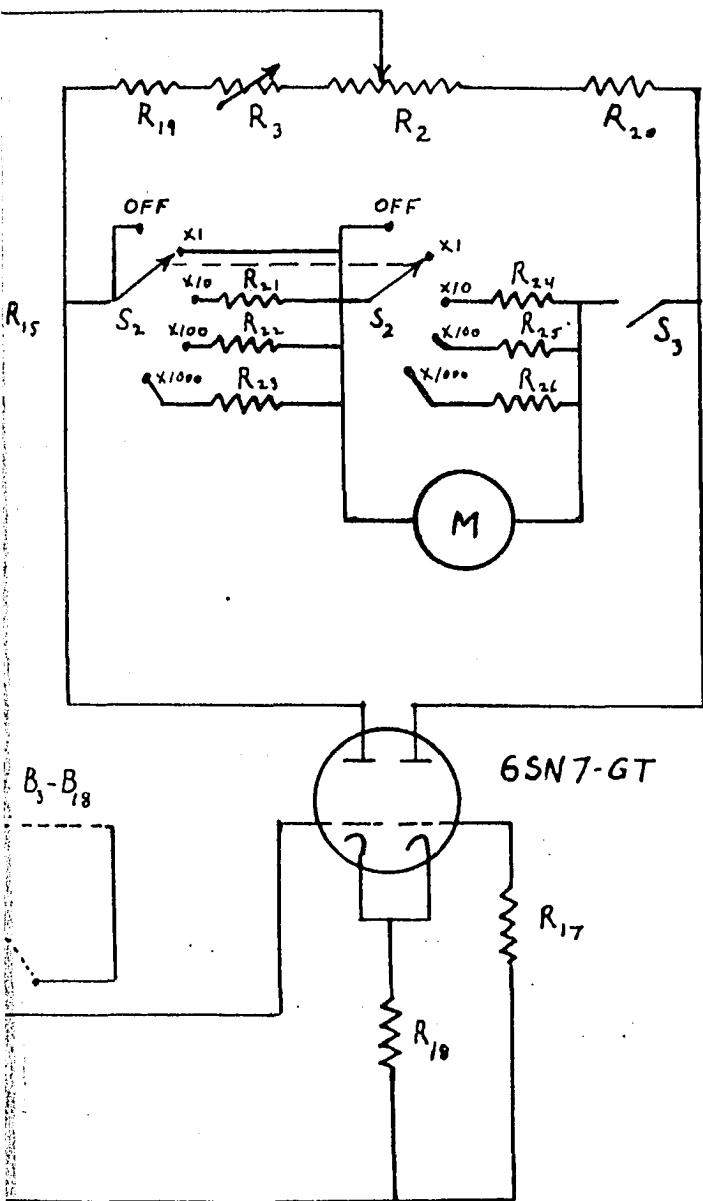 R19 R3 R2 R20
OFF OFF
X1 X1
X10 R21 X10 R24
R15 S2 X100 R22 S2 X100 R25 S3
X1000 R23 X1000 R26
M
6SN7-GT
B3-B18
R17
R18